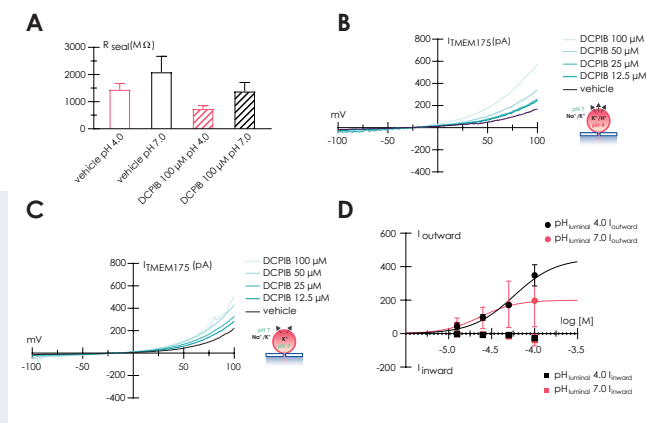 A
R seal(MΩ)
3000
2000
1000
0
vehicle pH 4.0
vehicle pH 7.0
DCPIB 100 μM pH 4.0
DCPIB 100 μM pH 7.0
B
ITMEM175(pA)
800
600
400
200
-200
-400
mV
-100
-50
50
100
DCPIB 100 μM
DCPIB 50 μM
DCPIB 25 μM
DCPIB 12.5 μM
vehicle
pH 7
Na⁺/K⁺
K⁺/H⁺
pH 4
C
ITMEM175 (pA)
800
600
400
200
-200
-400
mV
-100
-50
50
100
DCPIB 100 μM
DCPIB 50 μM
DCPIB 25 μM
DCPIB 12.5 μM
vehicle
pH 7
Na⁺/K⁺
K⁺
pH 7
D
I outward
600
400
200
0
-200
-5.0
-4.5
-4.0
-3.5
log [M]
I inward
pHluminal 4.0 Ioutward
pHluminal 7.0 Ioutward
pHluminal 4.0 Iinward
pHluminal 7.0 Iinward